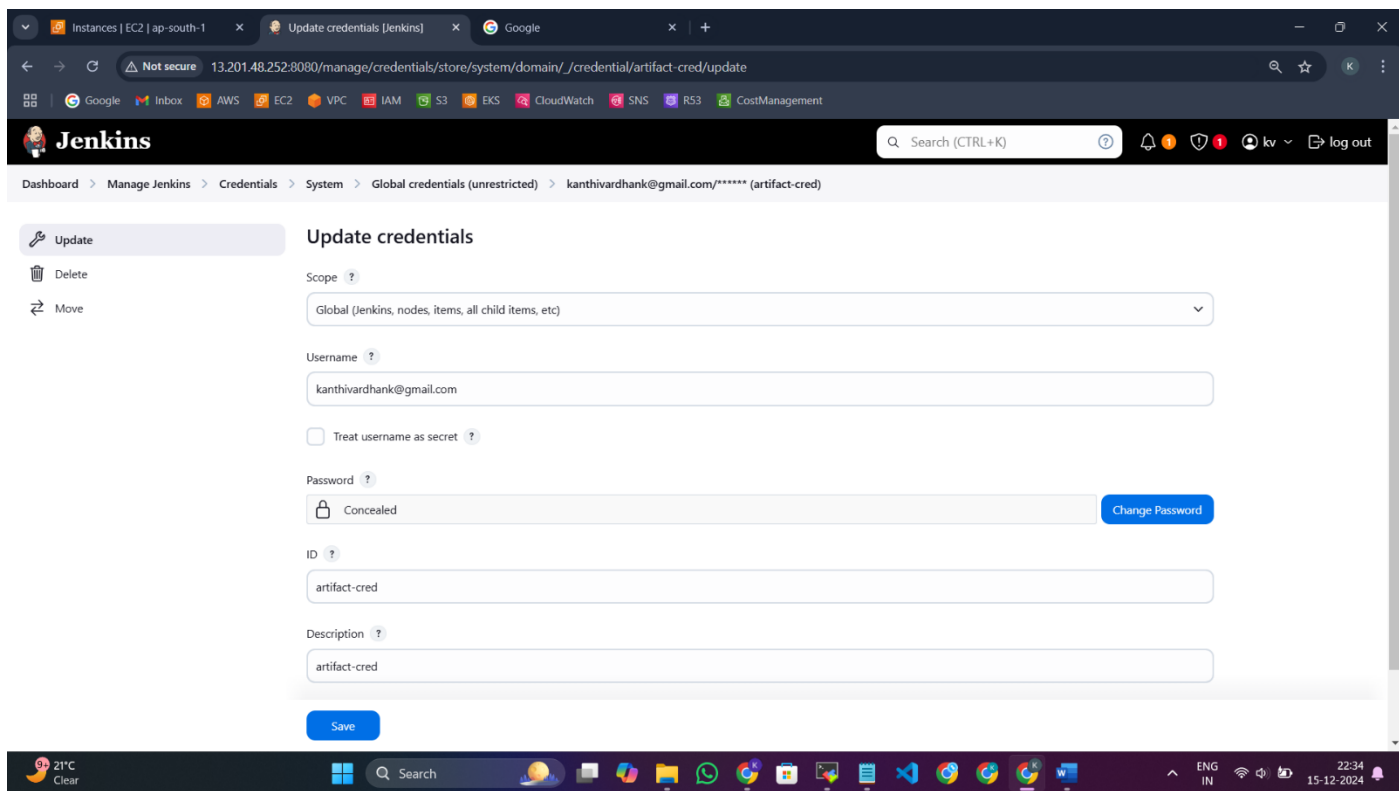 Instances | EC2 | ap-south-1
Update credentials [Jenkins]
Google
Not secure 13.201.48.252:8080/manage/credentials/store/system/domain/_/credential/artifact-cred/update
K
Google Inbox AWS EC2 VPC IAM S3 EKS CloudWatch SNS R53 CostManagement
Jenkins
Search (CTRL+K) ? 1 1 kv log out
Dashboard > Manage Jenkins > Credentials > System > Global credentials (unrestricted) > kanthivardhank@gmail.com/****** (artifact-cred)
Update
Delete
Move
Update credentials
Scope ?
Global (Jenkins, nodes, items, all child items, etc)
Username ?
kanthivardhank@gmail.com
Treat username as secret ?
Password ?
Concealed
Change Password
ID ?
artifact-cred
Description ?
artifact-cred
Save
9+ 21°C
Clear
Search
ENG
IN
22:34
15-12-2024